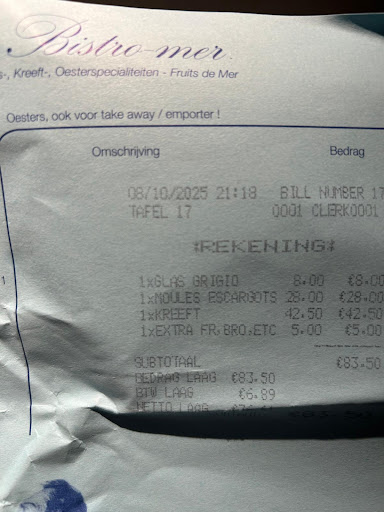 Bistro-mer.
-, Kreeft-, Oesterspecialiteiten - Fruits de Mer
Oesters, ook voor take away / emporter !
Omschrijving Bedrag
08/10/2025 21:18 BILL NUMBER 17
TAFEL 17 0001 CLERK0001
*REKENING*
1
1xGLAS GRIGIO 8.00 €8.00
1xMOULES ESCARGOTS 28.00 €28.00
1xKREEFT 42.50 €42.50
1xEXTRA FR,BRO,ETC 5.00 €5.00
SUBTOTAAL €83.50
BEDRAG LAAG €83.50
BTW LAAG €6.89
NETTO LAAG